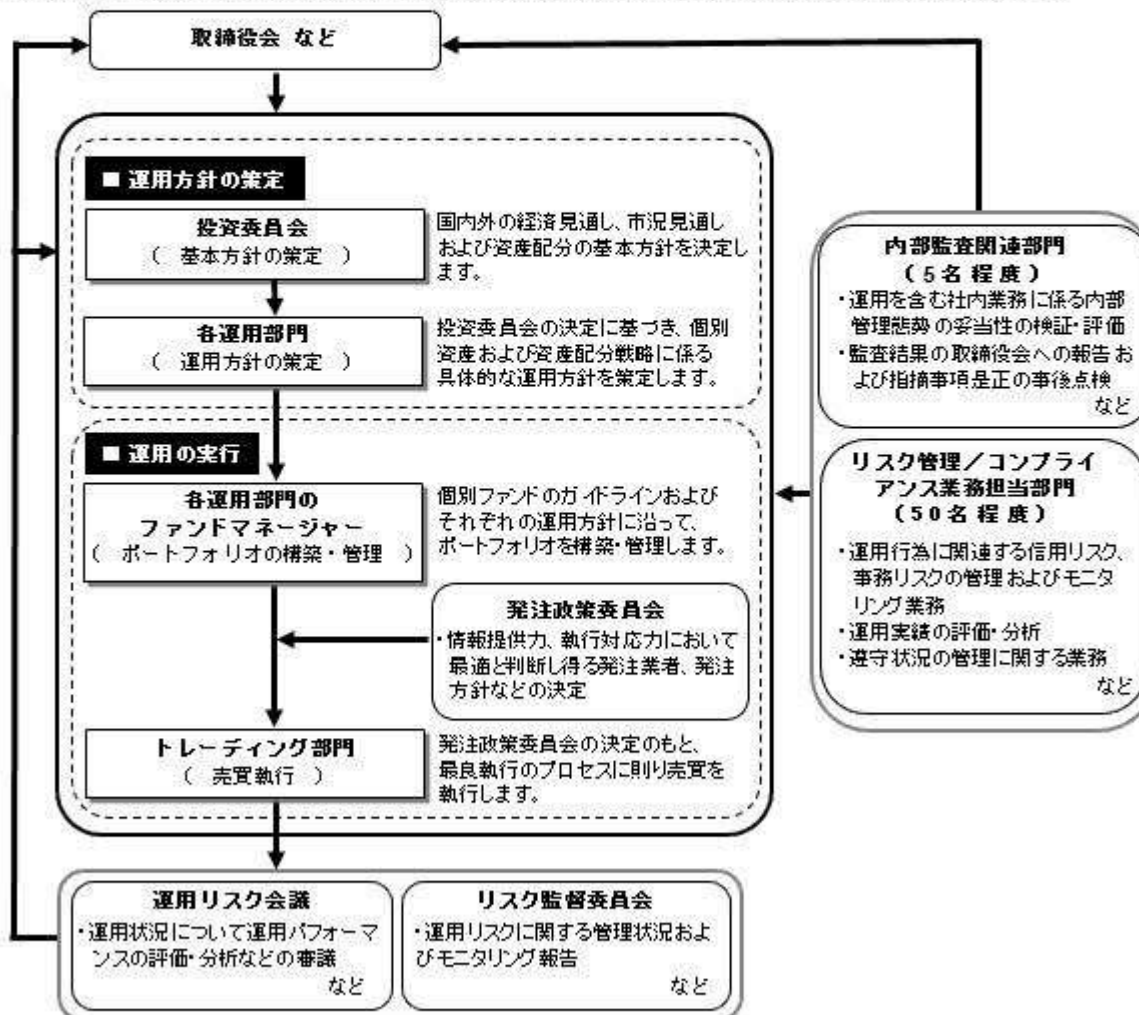 取締役会 など
■ 運用方針の策定
投資委員会
( 基本方針の策定 )
国内外の経済見通し、市況見通し
および資産配分の基本方針を決定し
ます。
各運用部門
( 運用方針の策定 )
投資委員会の決定に基づき、個別
資産および資産配分戦略に係る
具体的な運用方針を策定します。
■ 運用の実行
各運用部門の
ファンドマネージャー
( ポートフォリオの構築・管理 )
個別ファンドのガイドラインおよび
それぞれの運用方針に沿って、
ポートフォリオを構築・管理します。
発注政策委員会
・情報提供力、執行対応力において
最適と判断し得る発注業者、発注
方針などの決定
トレーディング部門
( 売買執行 )
発注政策委員会の決定のもと、
最良執行のプロセスに則り売買を
執行します。
内部監査関連部門
(5名程度)
・運用を含む社内業務に係る内部
管理態勢の妥当性の検証・評価
・監査結果の取締役会への報告お
よび指摘事項是正の事後点検
など
リスク管理/コンプライ
アンス業務担当部門
(50名程度)
・運用行為に関連する信用リスク、
事務リスクの管理およびモニタ
リング業務
・運用実績の評価・分析
・遵守状況の管理に関する業務
など
運用リスク会議
・運用状況について運用パフォーマ
ンスの評価・分析などの審議
など
リスク監督委員会
・運用リスクに関する管理状況およ
びモニタリング報告
など